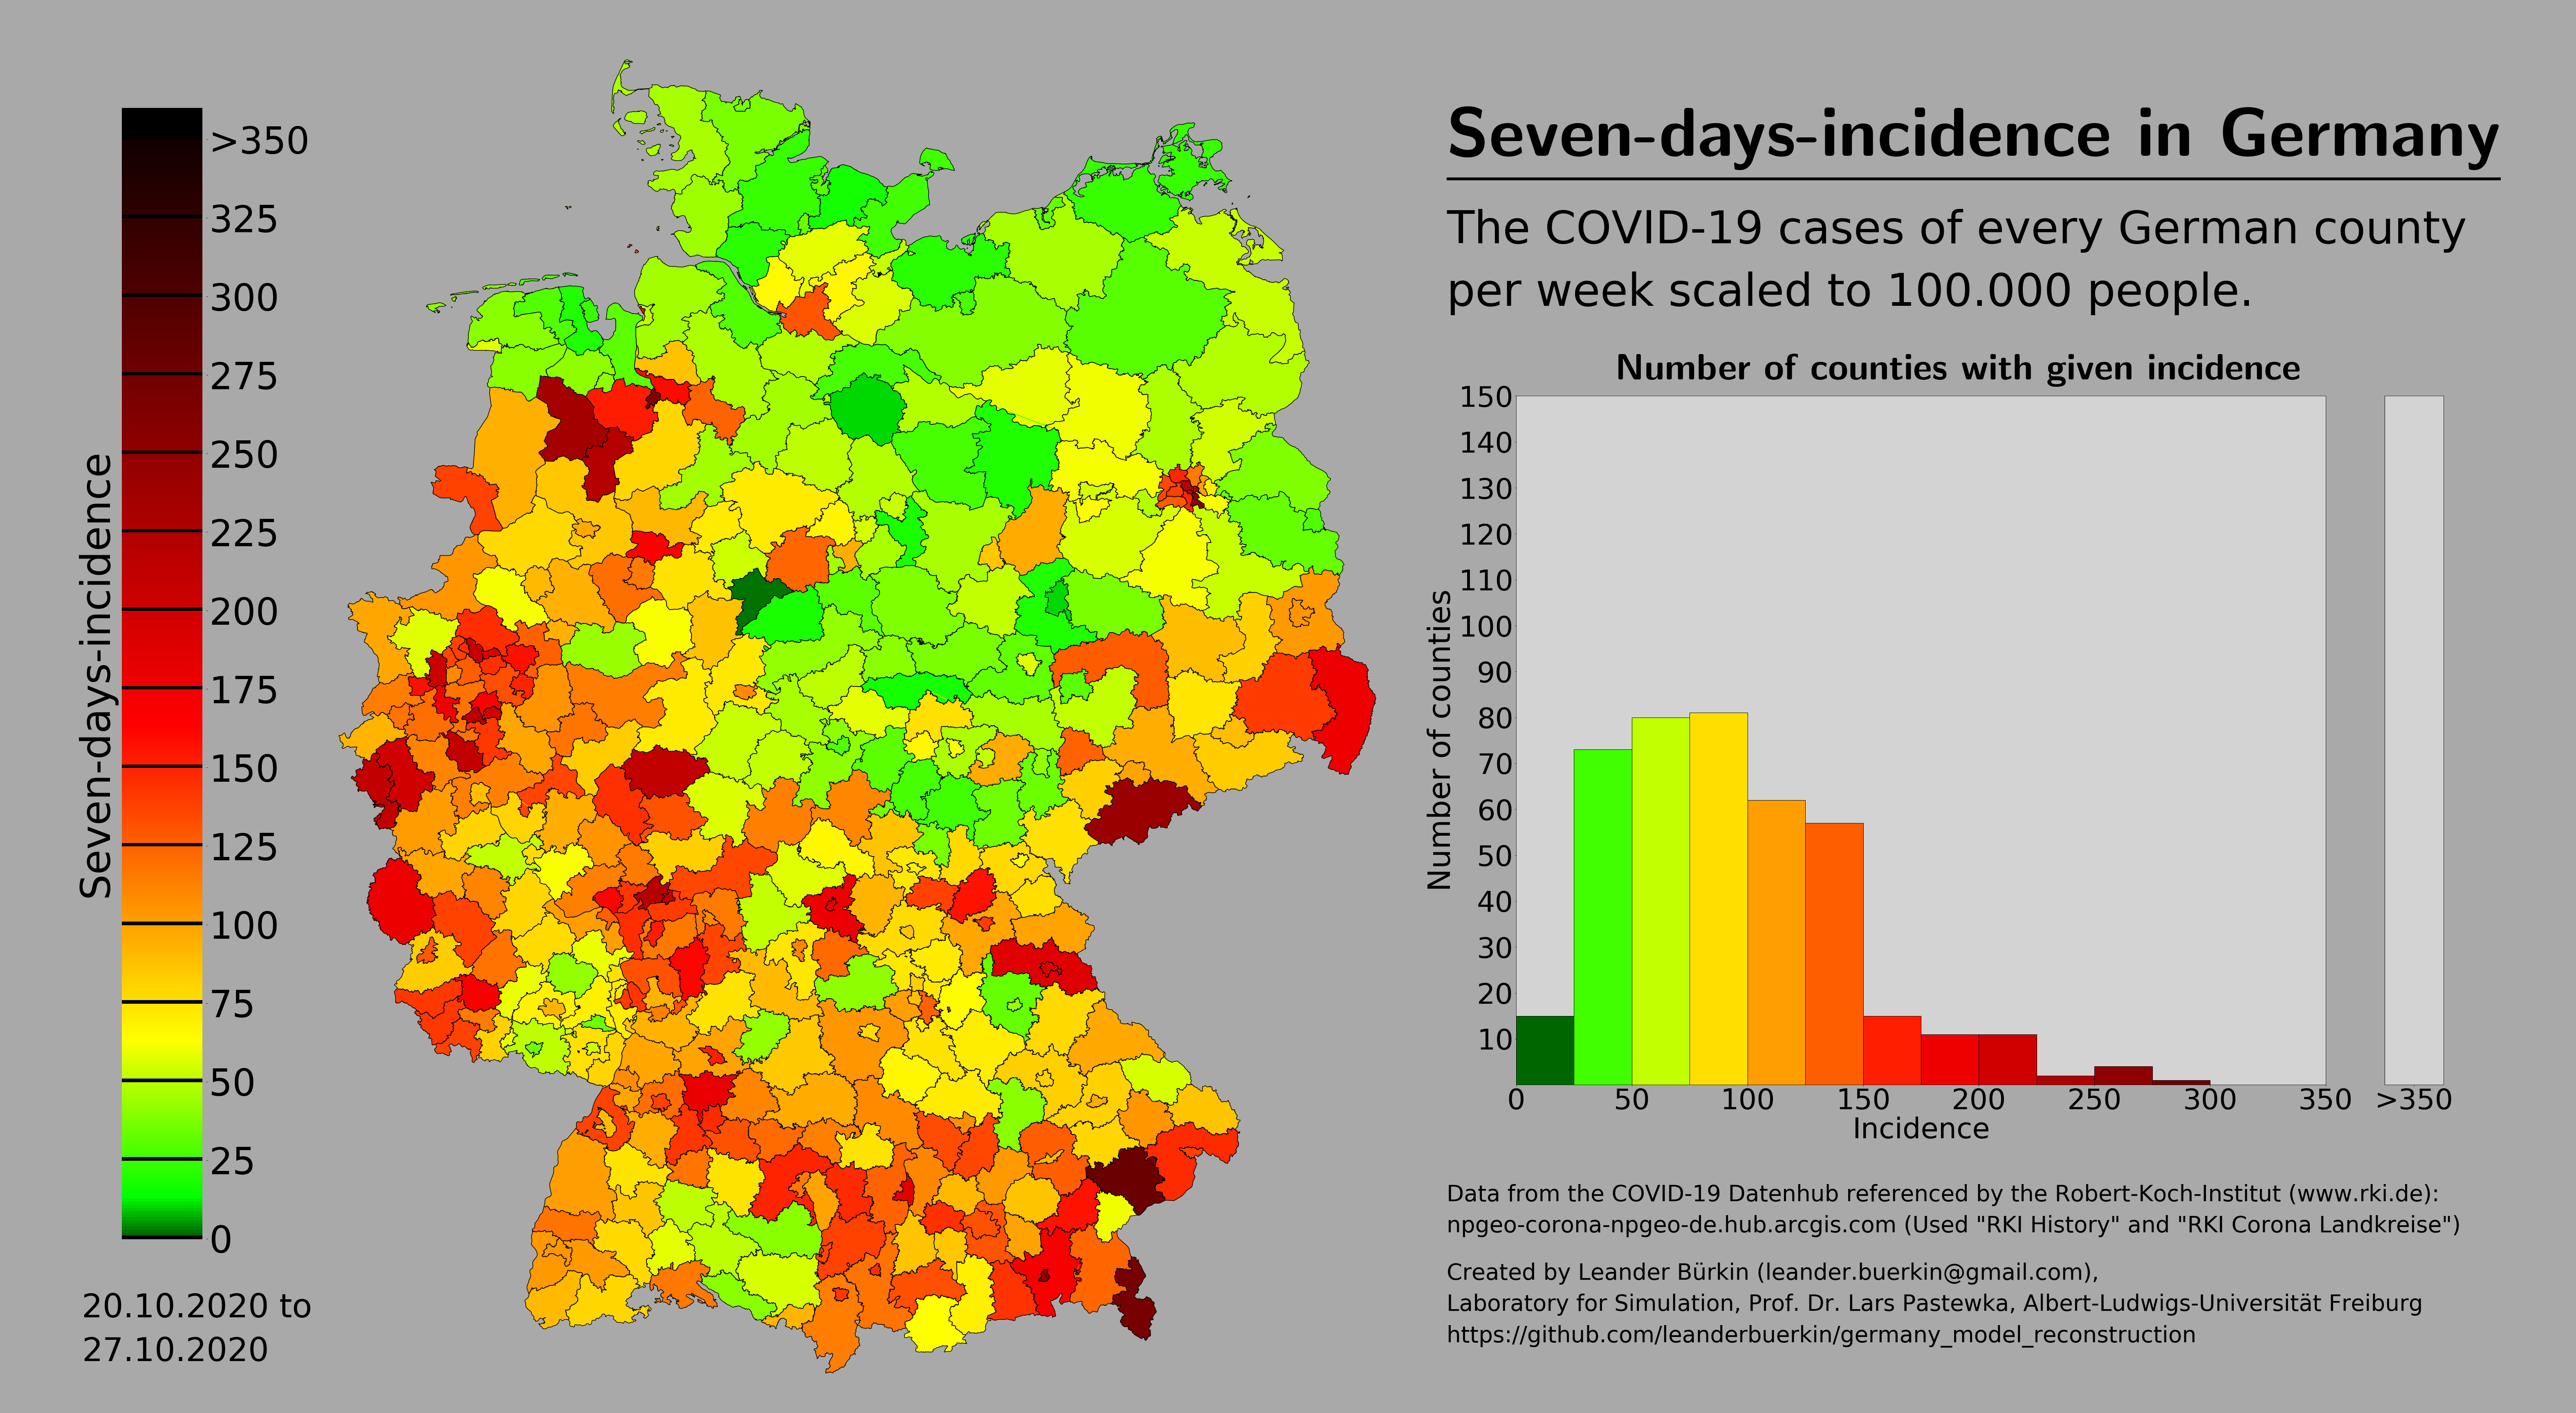 Seven-days-incidence in Germany
The COVID-19 cases of every German county
per week scaled to 100.000 people.
Seven-days-incidence
>350
325
300
275
250
225
200
175
150
125
100
75
50
25
0
20.10.2020 to
27.10.2020
Number of counties with given incidence
Number of counties
150
140
130
120
110
100
90
80
70
60
50
40
30
20
10
0 50 100 150 200 250 300 350 >350
Incidence
Data from the COVID-19 Datenhub referenced by the Robert-Koch-Institut (www.rki.de):
npgeo-corona-npgeo-de.hub.arcgis.com (Used "RKI History" and "RKI Corona Landkreise")
Created by Leander Bürkin (leander.buerkin@gmail.com),
Laboratory for Simulation, Prof. Dr. Lars Pastewka, Albert-Ludwigs-Universität Freiburg
https://github.com/leanderbuerkin/germany_model_reconstruction